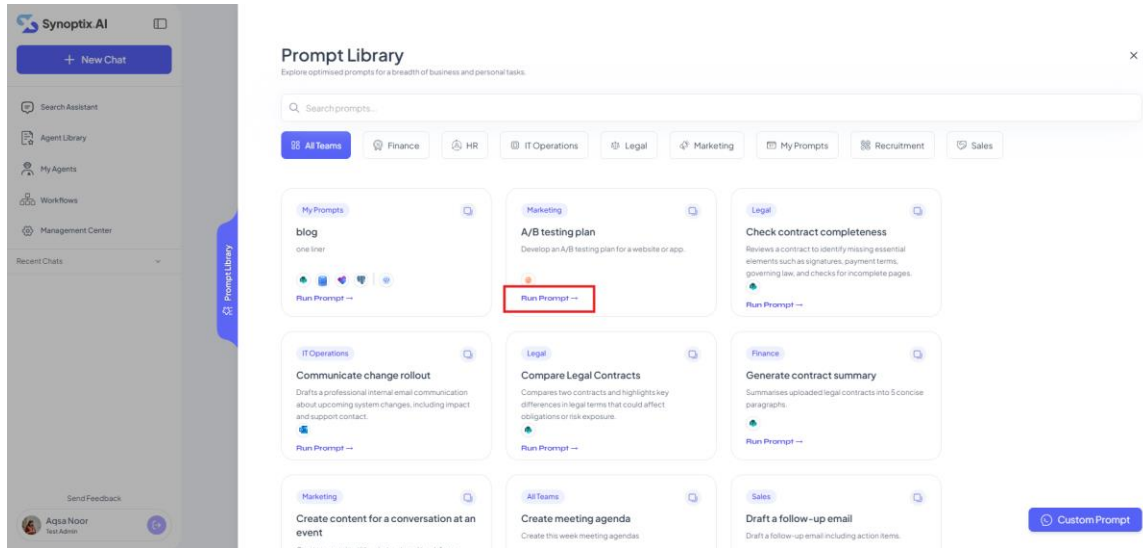 Synoptix.AI
+ New Chat
Search Assistant
Agent Library
My Agents
Workflows
Management Center
Recent Chats
Send Feedback
Aqsa Noor
Test Admin
Prompt Library
Prompt Library
Explore optimised prompts for a breadth of business and personal tasks.
Search prompts...
All Teams
Finance
HR
IT Operations
Legal
Marketing
My Prompts
Recruitment
Sales
My Prompts
blog
one liner
Run Prompt →
Marketing
A/B testing plan
Develop an A/B testing plan for a website or app.
Run Prompt →
Legal
Check contract completeness
Reviews a contract to identify missing essential
elements such as signatures, payment terms,
governing law, and checks for incomplete pages.
Run Prompt →
IT Operations
Communicate change rollout
Drafts a professional internal email communication
about upcoming system changes, including impact
and support contact.
Run Prompt →
Legal
Compare Legal Contracts
Compares two contracts and highlights key
differences in legal terms that could affect
obligations or risk exposure.
Run Prompt →
Finance
Generate contract summary
Summarises uploaded legal contracts into 5 concise
paragraphs.
Run Prompt →
Marketing
Create content for a conversation at an
event
All Teams
Create meeting agenda
Create this week meeting agendas
Sales
Draft a follow-up email
Draft a follow-up email including action items.
Custom Prompt